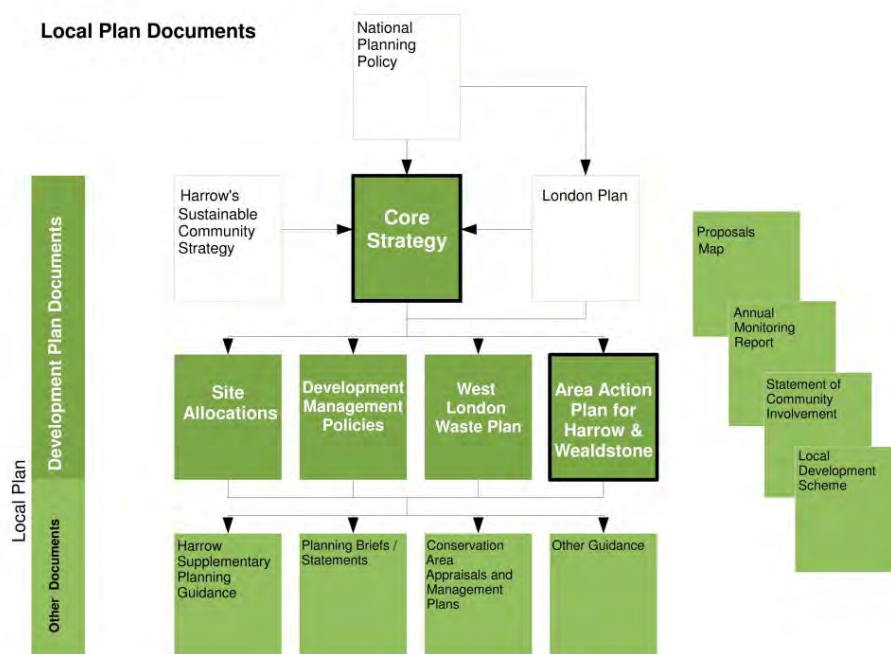 Local Plan Documents
National
Planning
Policy
Harrow's
Sustainable
Community
Strategy
Core
Strategy
London Plan
Proposals
Map
Annual
Monitoring
Report
Statement of
Community
Involvement
Local
Development
Scheme
Site
Allocations
Development
Management
Policies
West
London
Waste Plan
Area Action
Plan for
Harrow &
Wealdstone
Harrow
Supplementary
Planning
Guidance
Planning Briefs /
Statements
Conservation
Area
Appraisals and
Management
Plans
Other Guidance
Local Plan
Development Plan Documents
Other Documents